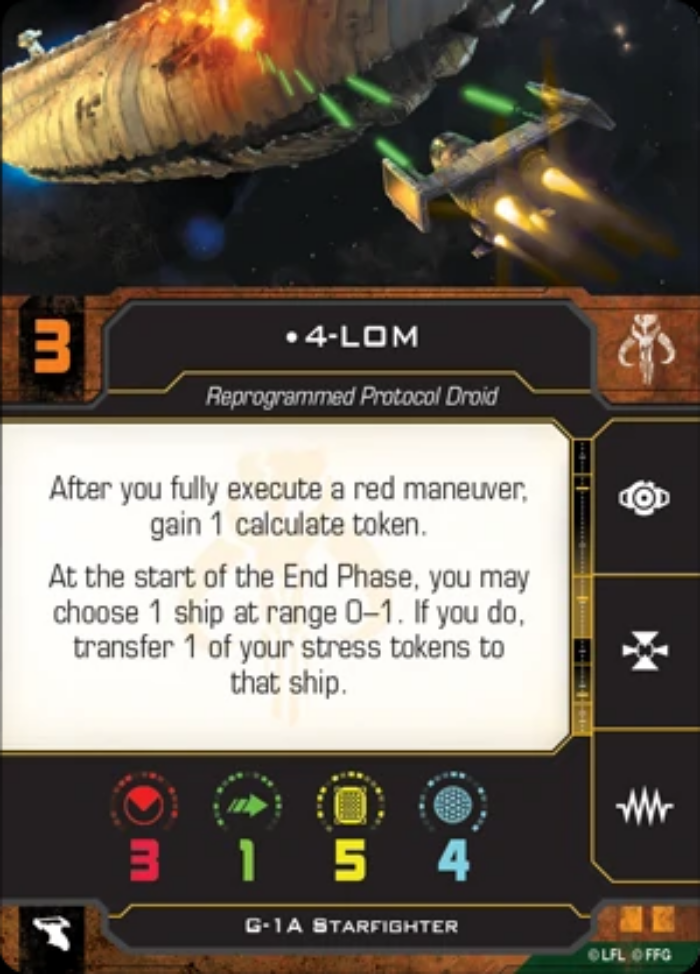 3
•4-LOM
Reprogrammed Protocol Droid
After you fully execute a red maneuver,
gain 1 calculate token.
At the start of the End Phase, you may
choose 1 ship at range 0–1. If you do,
transfer 1 of your stress tokens to
that ship.
3 1 5 4
G-1A Starfighter
©LFL ©FFG